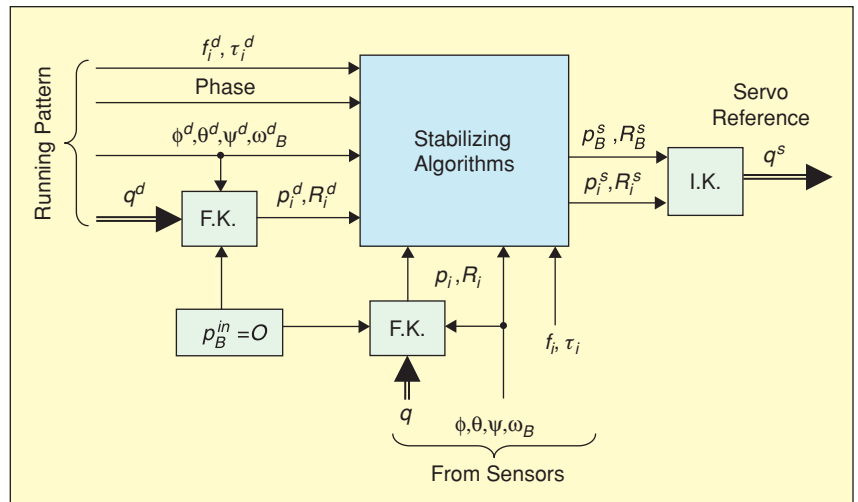 f_i^d, τ_i^d
Phase
ϕ^d,θ^d,ψ^d,ω^d_B
Running Pattern
q^d
F.K.
p_i^d,R_i^d
Stabilizing
Algorithms
p_B^s ,R_B^s
p_i^s,R_i^s
I.K.
Servo
Reference
q^s
p_B^in =O
p_i,R_i
F.K.
f_i, τ_i
q
ϕ,θ,ψ,ω_B
From Sensors